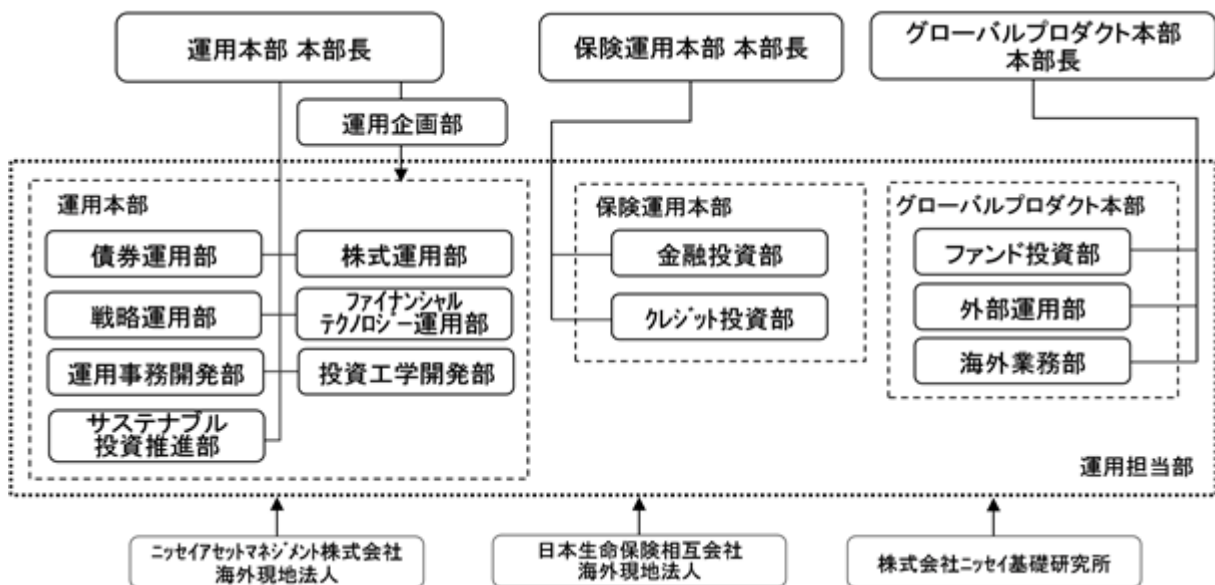 運用本部 本部長
保険運用本部 本部長
グローバルプロダクト本部
本部長
運用企画部
運用本部
債券運用部
株式運用部
戦略運用部
ファイナンシャル
テクノロジー運用部
運用事務開発部
投資工学開発部
サステナブル
投資推進部
保険運用本部
金融投資部
クレジット投資部
グローバルプロダクト本部
ファンド投資部
外部運用部
海外業務部
運用担当部
ニッセイアセットマネジメント株式会社
海外現地法人
日本生命保険相互会社
海外現地法人
株式会社ニッセイ基礎研究所